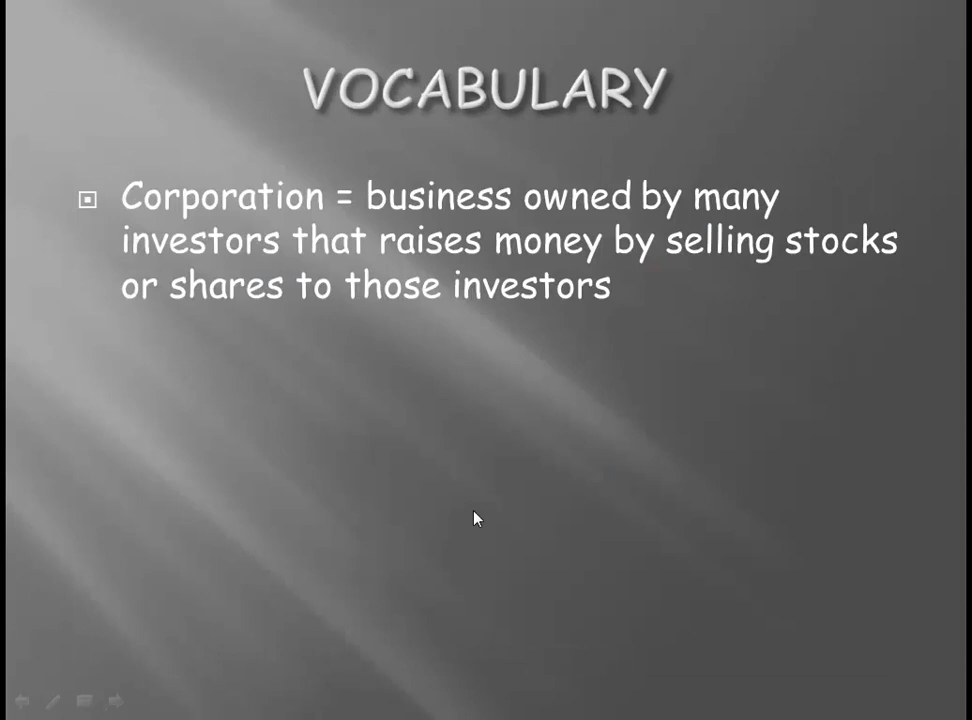 VOCABULARY
Corporation = business owned by many
investors that raises money by selling stocks
or shares to those investors